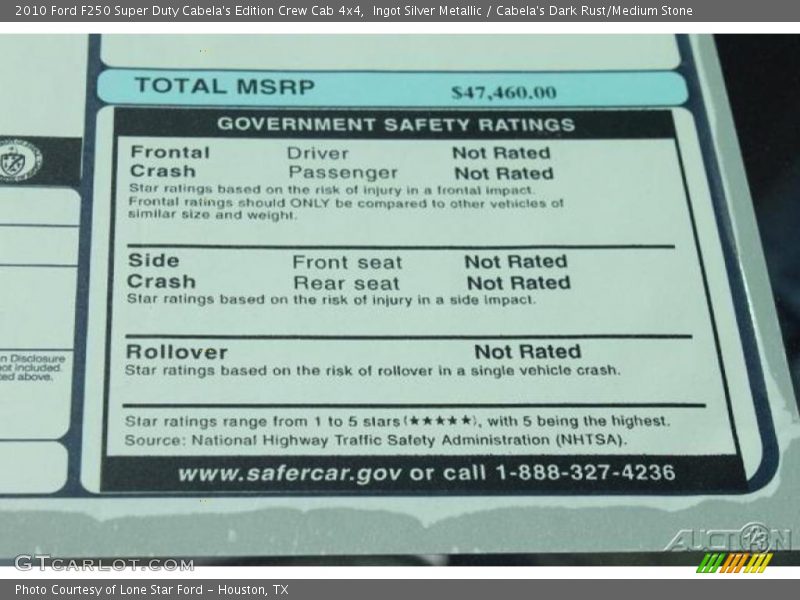 2010 Ford F250 Super Duty Cabela's Edition Crew Cab 4x4, Ingot Silver Metallic / Cabela's Dark Rust/Medium Stone
TOTAL MSRP $47,460.00
GOVERNMENT SAFETY RATINGS
Frontal Driver Not Rated
Crash Passenger Not Rated
Star ratings based on the risk of injury in a frontal impact.
Frontal ratings should ONLY be compared to other vehicles of
similar size and weight.
Side Front seat Not Rated
Crash Rear seat Not Rated
Star ratings based on the risk of injury in a side impact.
Rollover Not Rated
Star ratings based on the risk of rollover in a single vehicle crash.
Star ratings range from 1 to 5 stars (★★★★★), with 5 being the highest.
Source: National Highway Traffic Safety Administration (NHTSA).
www.safercar.gov or call 1-888-327-4236
n Disclosure
not included.
ted above.
GTCARLOT.COM
AUCT123N
Photo Courtesy of Lone Star Ford - Houston, TX